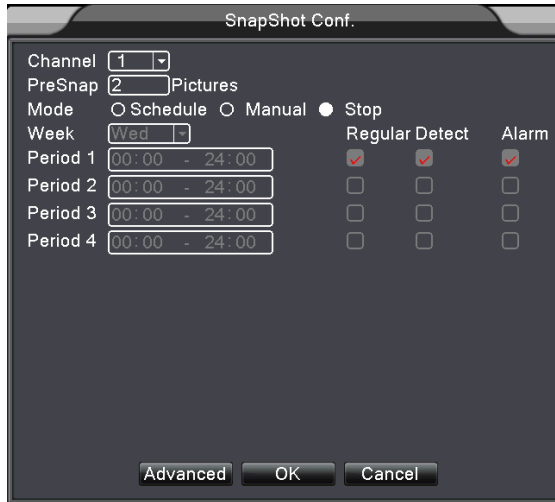 SnapShot Conf.
Channel 1
PreSnap 2 Pictures
Mode Schedule Manual Stop
Week Wed Regular Detect Alarm
Period 1 00:00 - 24:00
Period 2 00:00 - 24:00
Period 3 00:00 - 24:00
Period 4 00:00 - 24:00
Advanced OK Cancel